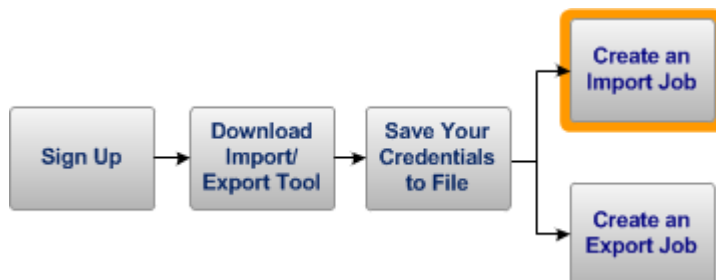 Sign Up
Download
Import/
Export Tool
Save Your
Credentials
to File
Create an
Import Job
Create an
Export Job